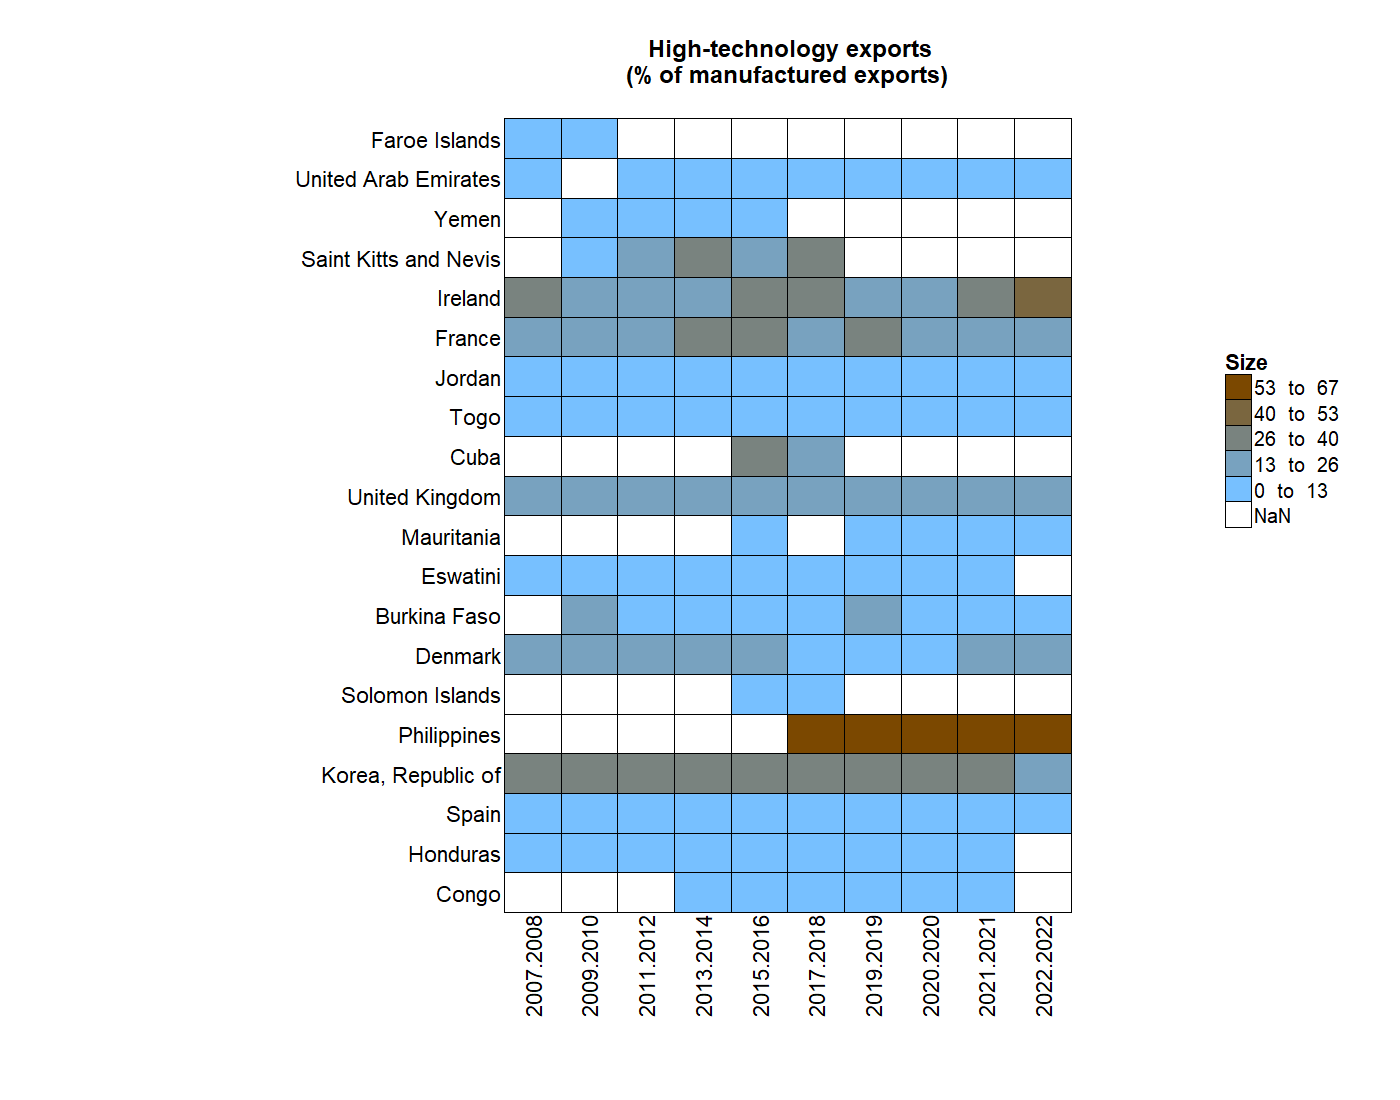 High-technology exports
(% of manufactured exports)
Faroe Islands
United Arab Emirates
Yemen
Saint Kitts and Nevis
Ireland
France
Jordan
Togo
Cuba
United Kingdom
Mauritania
Eswatini
Burkina Faso
Denmark
Solomon Islands
Philippines
Korea, Republic of
Spain
Honduras
Congo
2007.2008
2009.2010
2011.2012
2013.2014
2015.2016
2017.2018
2019.2019
2020.2020
2021.2021
2022.2022
Size
53 to 67
40 to 53
26 to 40
13 to 26
0 to 13
NaN